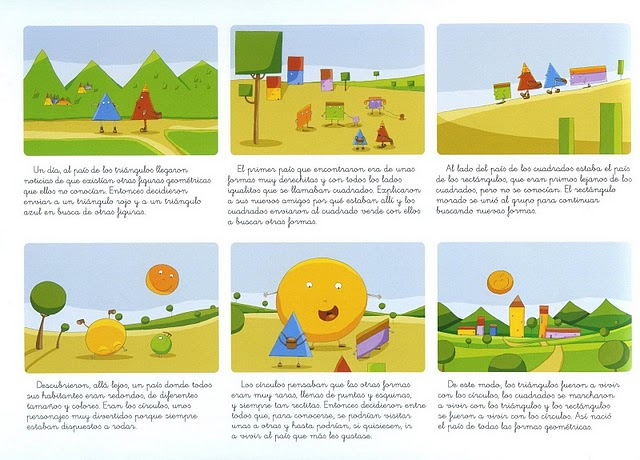 Un día, al país de los triángulos llegaron
noticias de que existían otras figuras geométricas
que ellos no conocían. Entonces decidieron
enviar a un triángulo rojo y a un triángulo
azul en busca de otras figuras.
El primer país que encontraron era de unas
formas muy derechitas y con todos los lados
igualitos que se llamaban cuadrados. Explicaron
a sus nuevos amigos por qué estaban allí y los
cuadrados enviaron al cuadrado verde con ellos
a buscar otras formas.
Al lado del país de los cuadrados estaba el país
de los rectángulos, que eran primos lejanos de los
cuadrados, pero no se conocían. El rectángulo
morado se unió al grupo para continuar
buscando nuevas formas.
Descubrieron, allá lejos, un país donde todos
sus habitantes eran redondos, de diferentes
tamaños y colores. Eran los círculos, unos
personajes muy divertidos porque siempre
estaban dispuestos a rodar.
Los círculos pensaban que las otras formas
eran muy raras, llenas de puntas y esquinas,
y siempre tan rectitas. Entonces decidieron entre
todos que, para conocerse, se podrían visitar
unas a otras y hasta podrían, si quisiesen, ir
a vivir al país que más les gustase.
De este modo, los triángulos fueron a vivir
con los círculos, los cuadrados se marcharon
a vivir con los triángulos y los rectángulos
se fueron a vivir con los círculos. Así nació
el país de todas las formas geométricas.